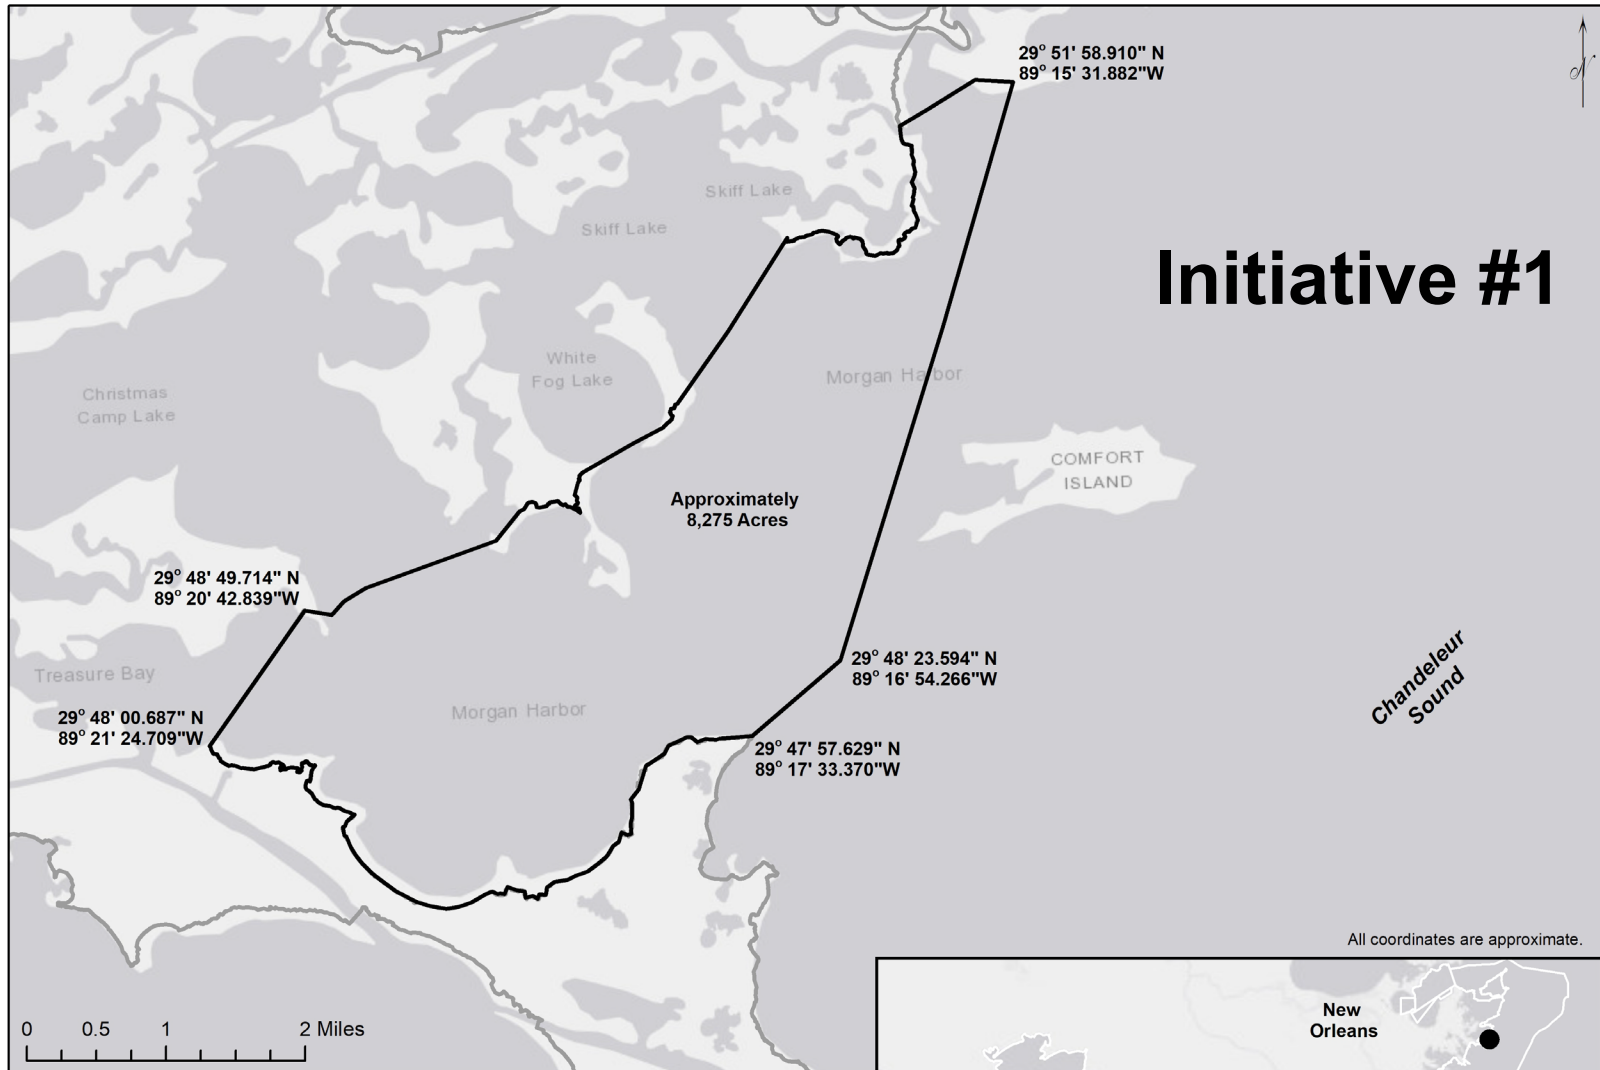 29° 51' 58.910" N
89° 15' 31.882"W
N
Skiff Lake
Skiff Lake
Initiative #1
White
Fog Lake
Morgan Harbor
Christmas
Camp Lake
COMFORT
ISLAND
Approximately
8,275 Acres
29° 48' 49.714" N
89° 20' 42.839"W
29° 48' 23.594" N
89° 16' 54.266"W
Treasure Bay
Chandeleur
Sound
Morgan Harbor
29° 48' 00.687" N
89° 21' 24.709"W
29° 47' 57.629" N
89° 17' 33.370"W
All coordinates are approximate.
New
Orleans
0 0.5 1 2 Miles